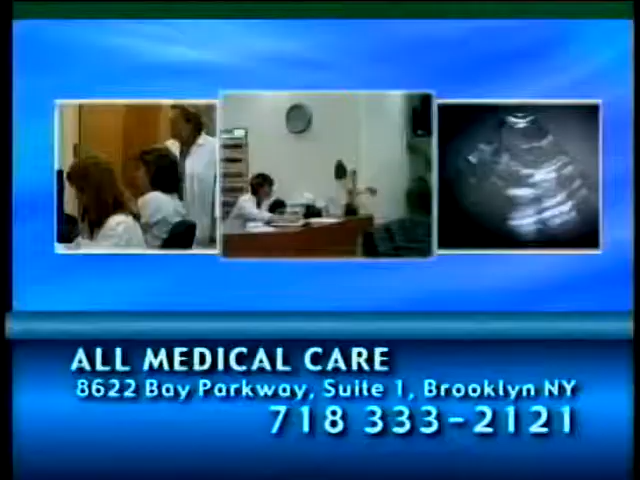 ALL MEDICAL CARE
8622 Bay Parkway, Suite 1, Brooklyn NY
718 333-2121